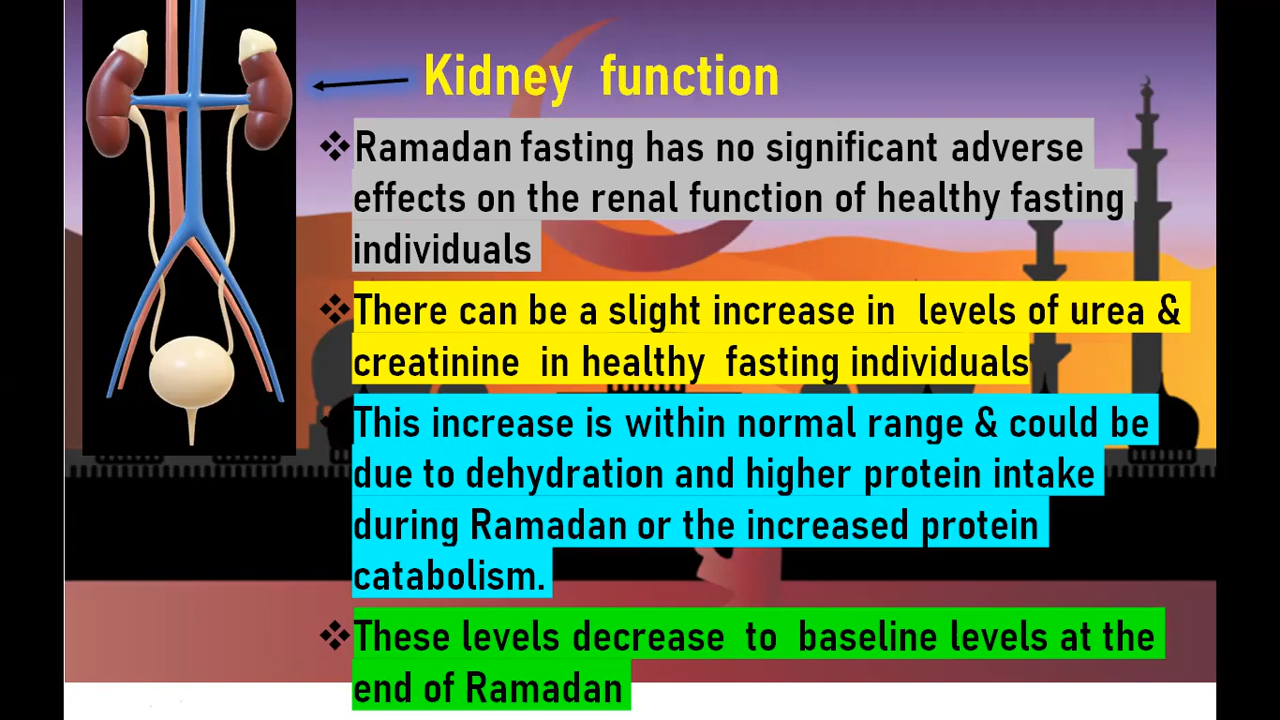 Kidney function
❖Ramadan fasting has no significant adverse
effects on the renal function of healthy fasting
individuals
❖There can be a slight increase in levels of urea &
creatinine in healthy fasting individuals
This increase is within normal range & could be
due to dehydration and higher protein intake
during Ramadan or the increased protein
catabolism.
❖These levels decrease to baseline levels at the
end of Ramadan